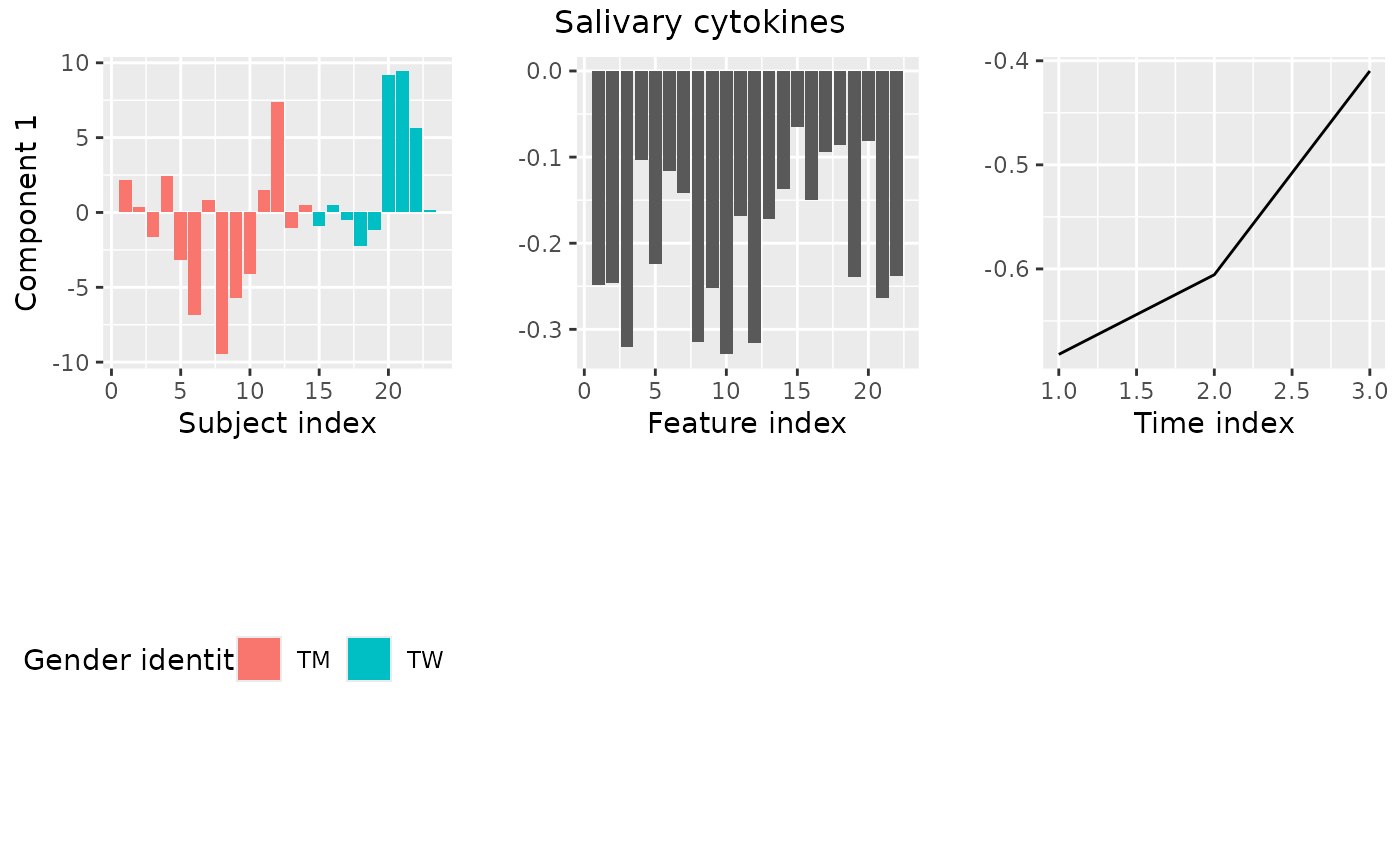 Salivary cytokines
Component 1
10
5
0
-5
-10
0 5 10 15 20
Subject index
0.0
-0.1
-0.2
-0.3
0 5 10 15 20
Feature index
-0.4
-0.5
-0.6
1.0 1.5 2.0 2.5 3.0
Time index
Gender identit TM TW